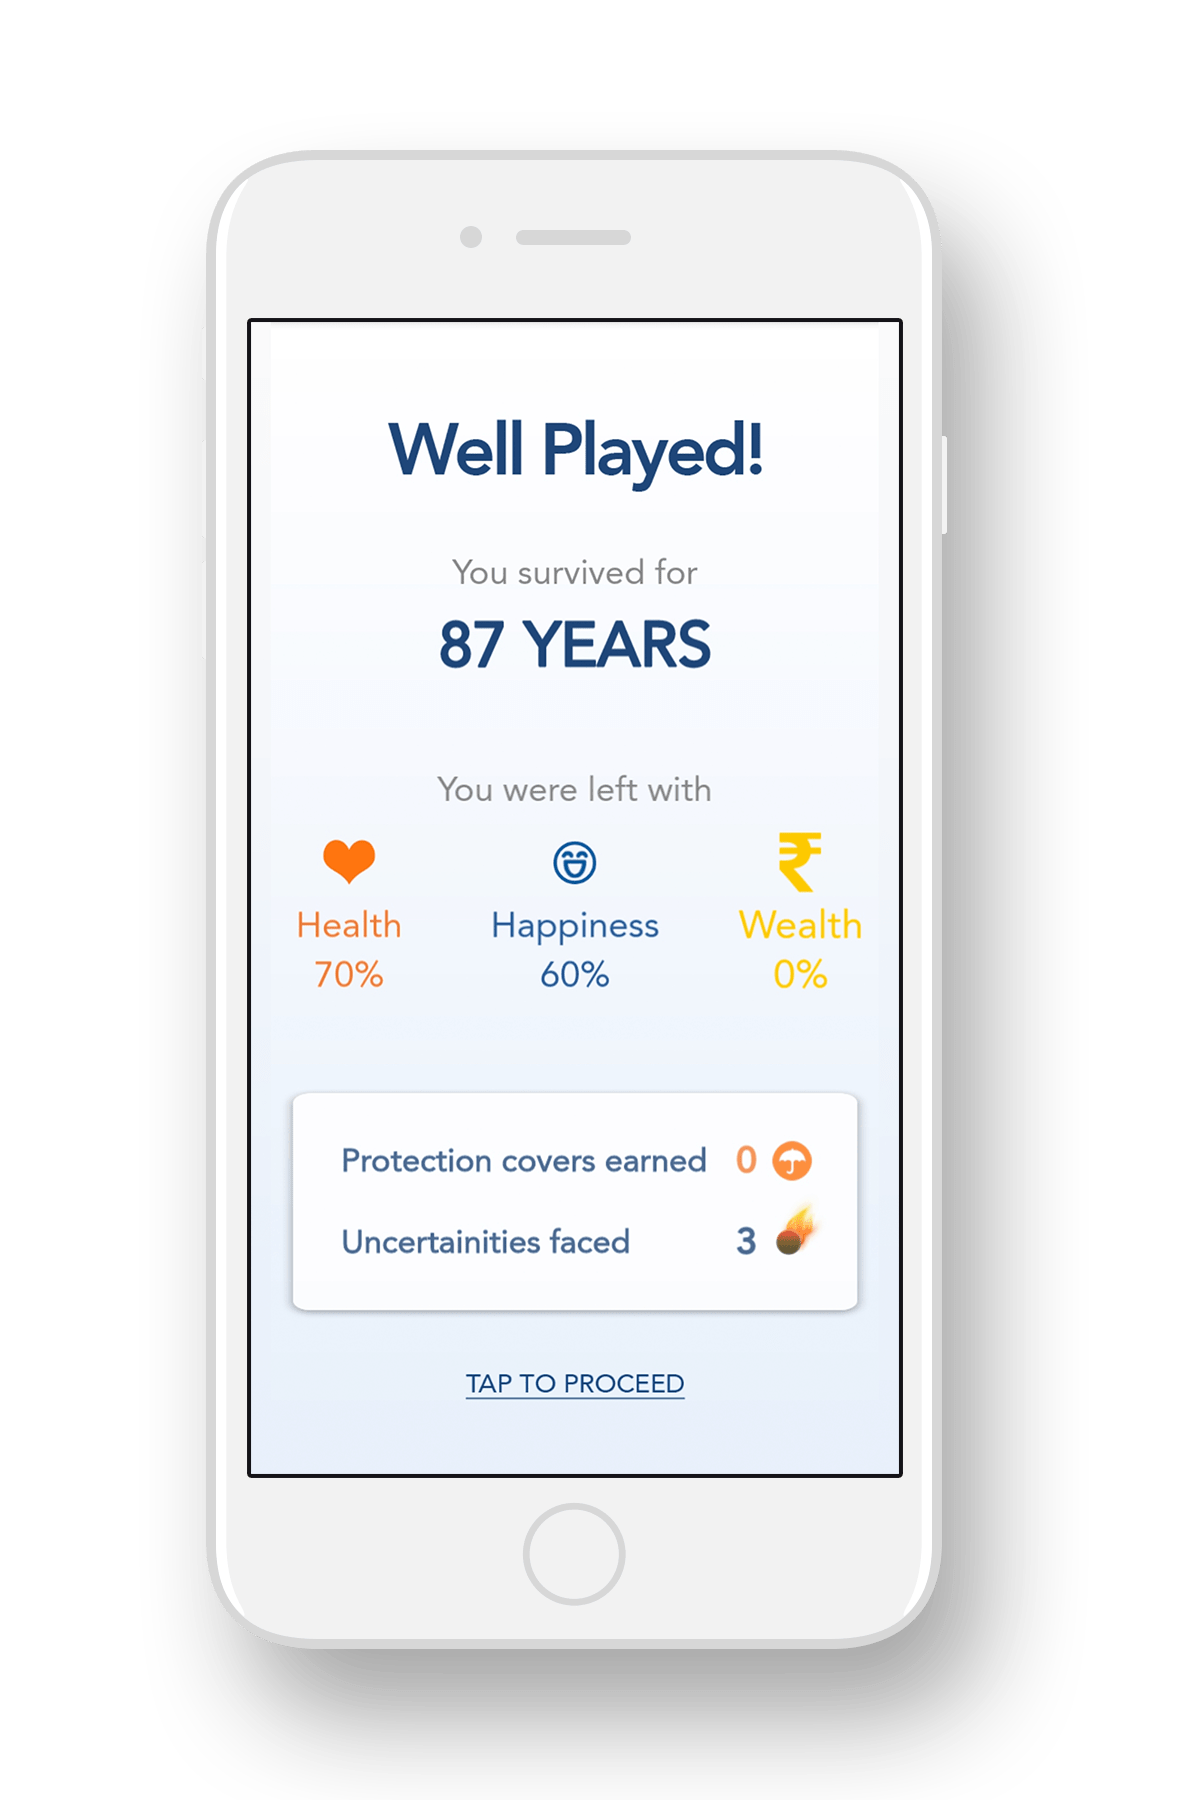 Well Played!
You survived for
87 YEARS
You were left with
₹
Health Happiness Wealth
70% 60% 0%
Protection covers earned 0
Uncertainities faced 3
TAP TO PROCEED